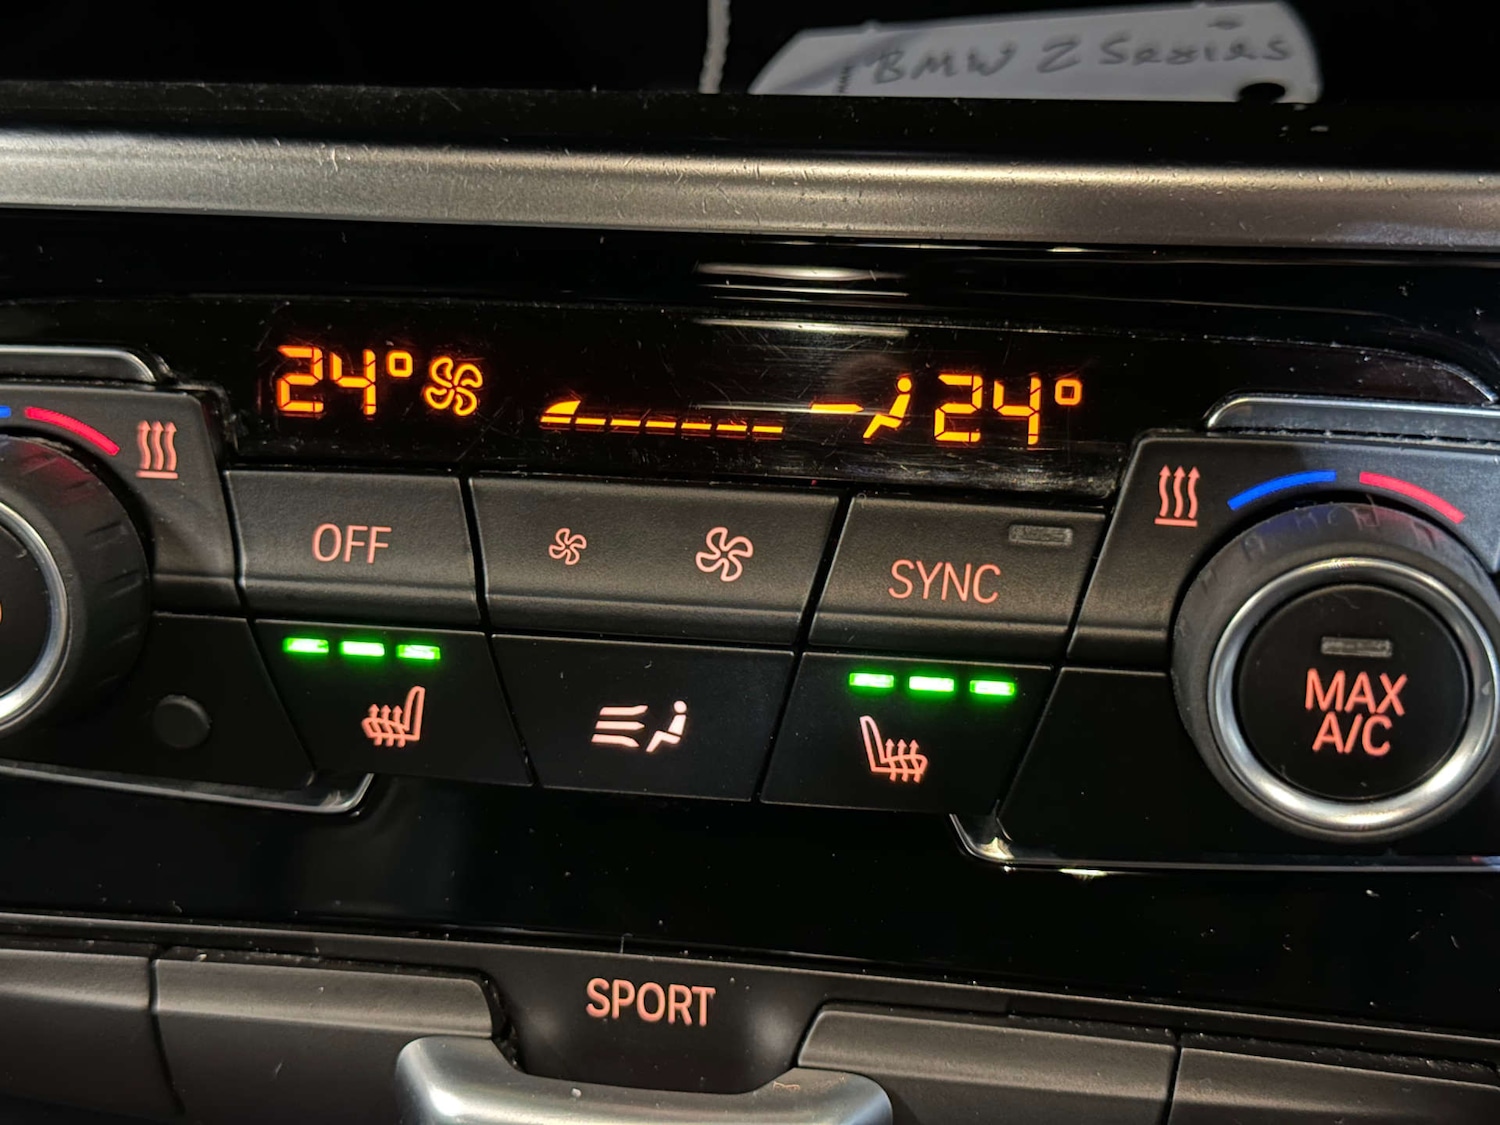 BMW 2 Series
24° 24°
OFF
SYNC
MAX
A/C
SPORT